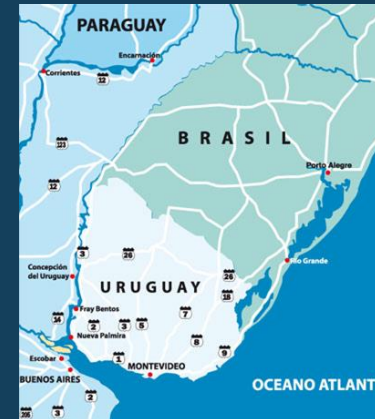 PARAGUAY
Encarnación
Corrientes
12
BRASIL
123
Porto Alegre
12
3
26
Concepción
del Uruguay
26
Rio Grande
URUGUAY
18
Fray Bentos
7
14
2
3
5
Nueva Palmira
8
9
Escobar
1
MONTEVIDEO
BUENOS AIRES
OCEANO ATLANT
2
3